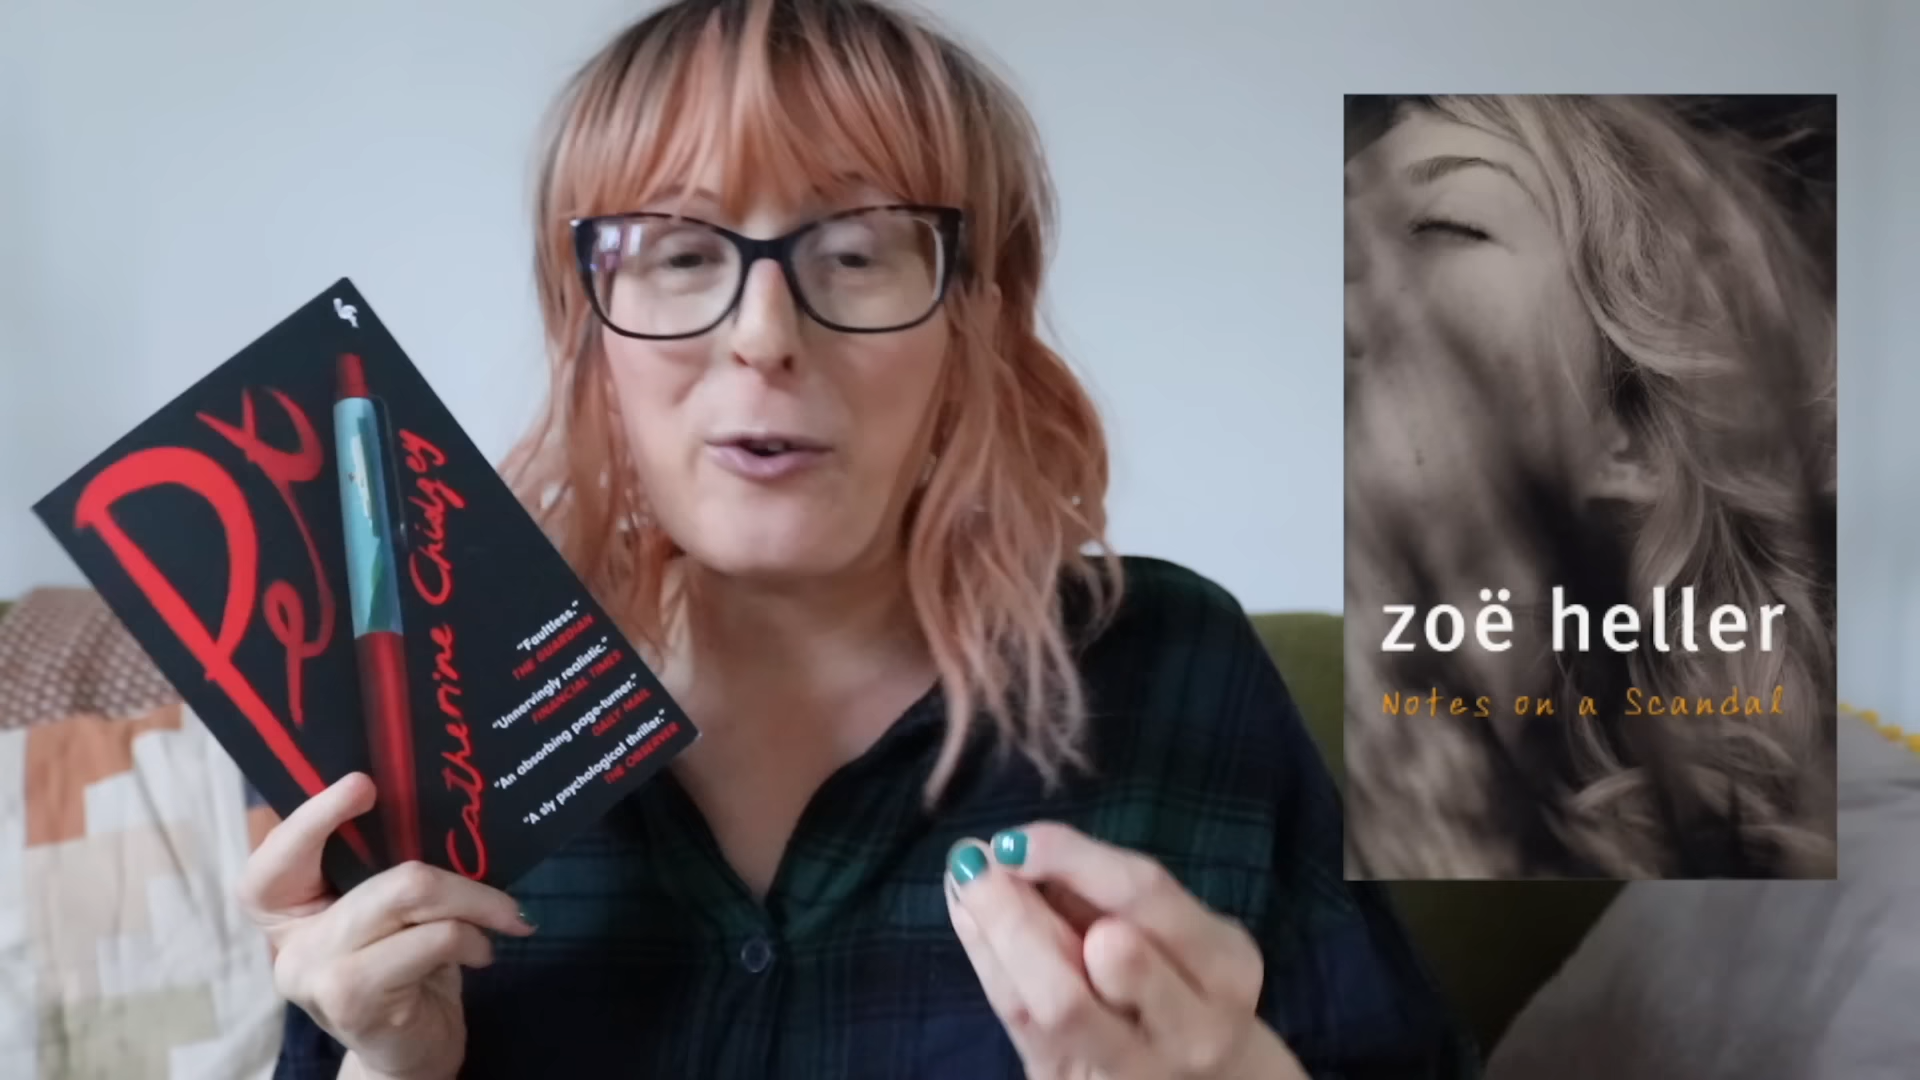 Pet
Catherine Chidgey
"Faultless."
THE GUARDIAN
"Unnervingly realistic."
FINANCIAL TIMES
"An absorbing page-turner."
DAILY MAIL
"A sly psychological thriller."
THE OBSERVER
zoë heller
Notes on a Scandal